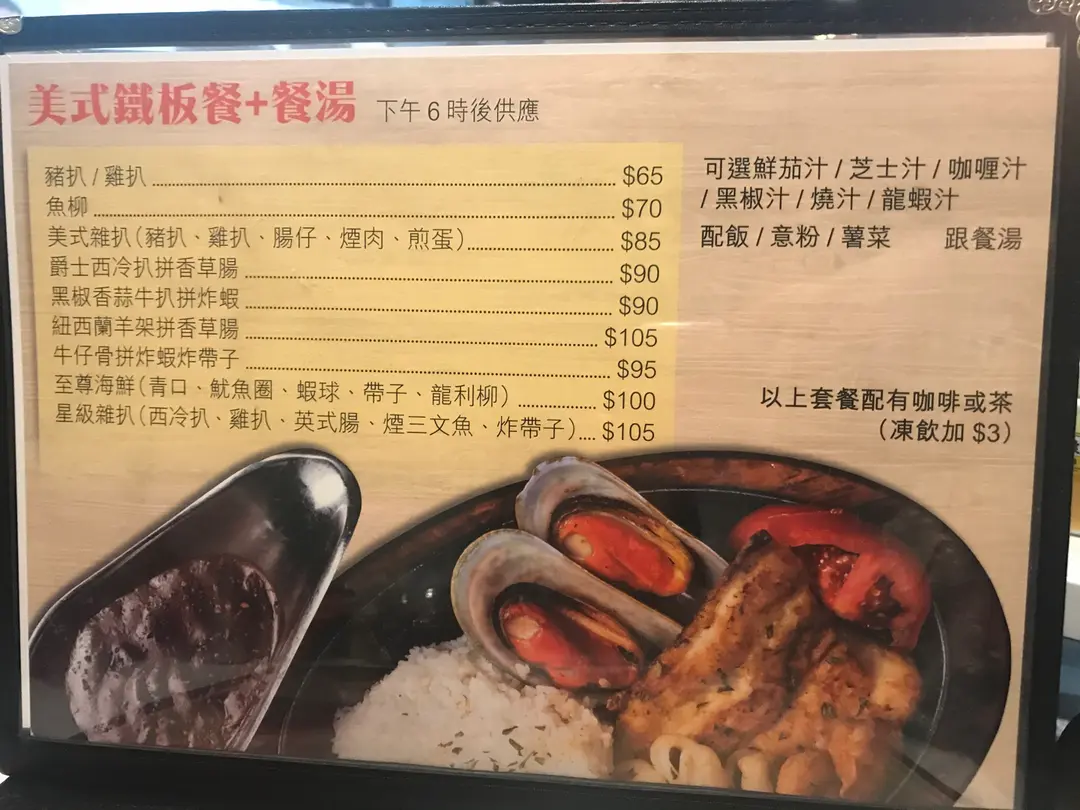 美式鐵板餐+餐湯 下午6時後供應
豬扒 / 雞扒 $65
魚柳 $70
美式雜扒(豬扒、雞扒、腸仔、煙肉、煎蛋) $85
爵士西冷扒拼香草腸 $90
黑椒香蒜牛扒拼炸蝦 $90
紐西蘭羊架拼香草腸 $105
牛仔骨拼炸蝦炸帶子 $95
至尊海鮮(青口、魷魚圈、蝦球、帶子、龍利柳) $100
星級雜扒(西冷扒、雞扒、英式腸、煙三文魚、炸帶子) $105
可選鮮茄汁 / 芝士汁 / 咖喱汁
/ 黑椒汁 / 燒汁 / 龍蝦汁
配飯 / 意粉 / 薯菜 跟餐湯
以上套餐配有咖啡或茶
(凍飲加 $3)